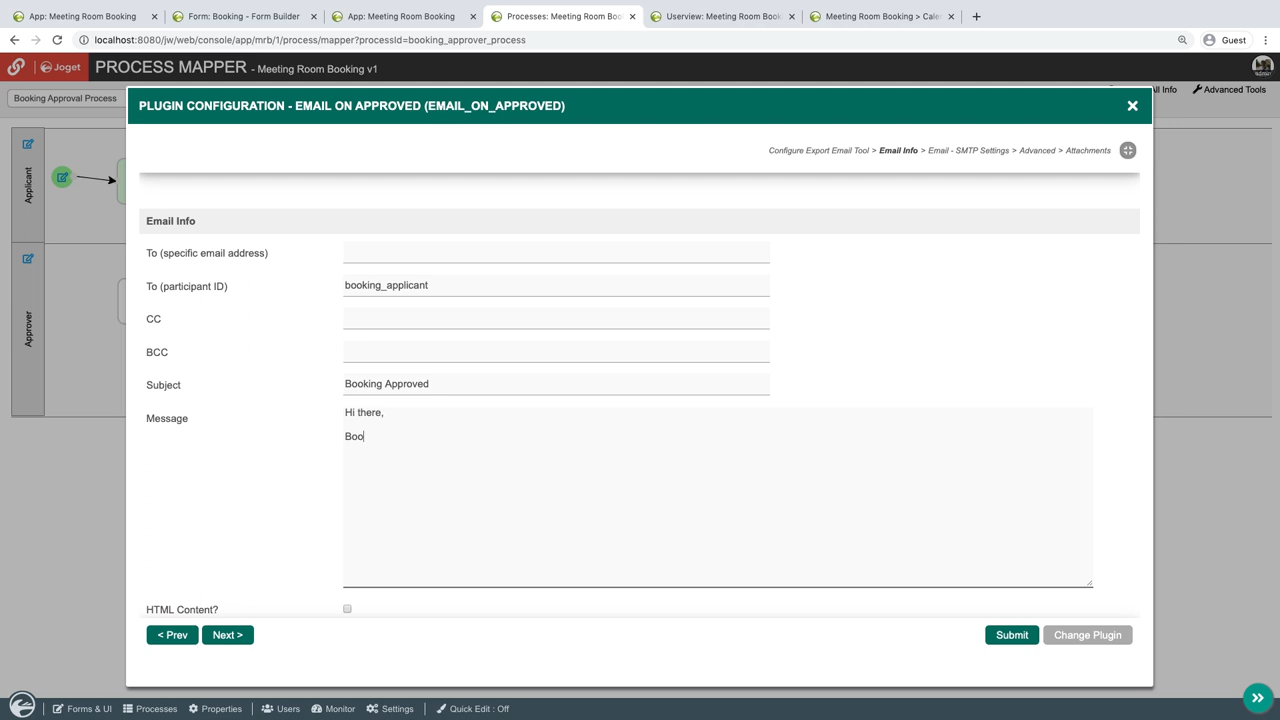 App: Meeting Room Booking
Form: Booking - Form Builder
App: Meeting Room Booking
Processes: Meeting Room Boo
Userview: Meeting Room Book
Meeting Room Booking > Cale
localhost:8080/jw/web/console/app/mrb/1/process/mapper?processId=booking_approver_process
Guest
Joget
PROCESS MAPPER - Meeting Room Booking v1
Booking Approval Process
ll Info
Advanced Tools
PLUGIN CONFIGURATION - EMAIL ON APPROVED (EMAIL_ON_APPROVED)
Configure Export Email Tool > Email Info > Email - SMTP Settings > Advanced > Attachments
Applicant
Approver
Email Info
To (specific email address)
To (participant ID)
booking_applicant
CC
BCC
Subject
Booking Approved
Message
Hi there,
Boo
HTML Content?
< Prev
Next >
Submit
Change Plugin
Forms & UI
Processes
Properties
Users
Monitor
Settings
Quick Edit : Off